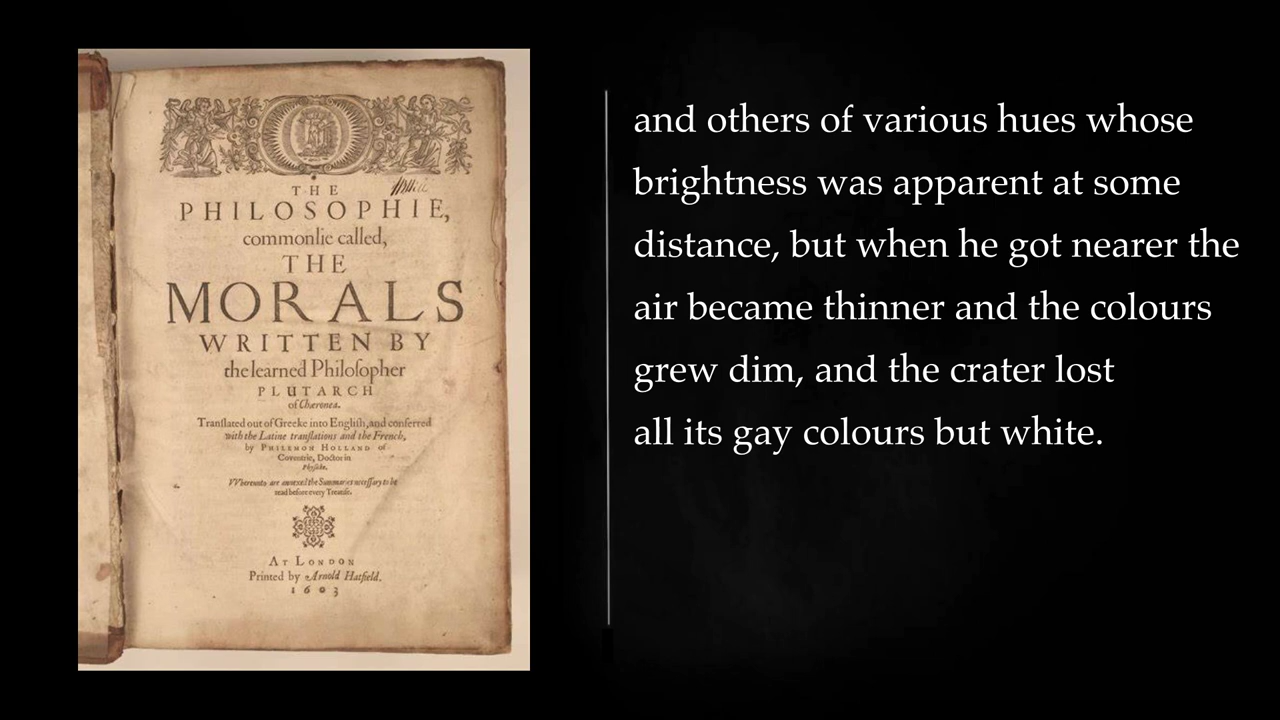 THE
PHILOSOPHIE,
commonlie called,
THE
MORALS
WRITTEN BY
the learned Philoſopher
PLUTARCH
of Chæronea.
Tranſlated out of Greeke into Engliſh, and conferred
with the Latine tranſlations and the French,
by PHILEMON HOLLAND of
Coventrie, Doctor in
Phyſicke.
VVhereunto are annexed the Summaries neceſſary to be
read before every Treatiſe.
AT LONDON
Printed by Arnold Hatfield.
1603
and others of various hues whose
brightness was apparent at some
distance, but when he got nearer the
air became thinner and the colours
grew dim, and the crater lost
all its gay colours but white.